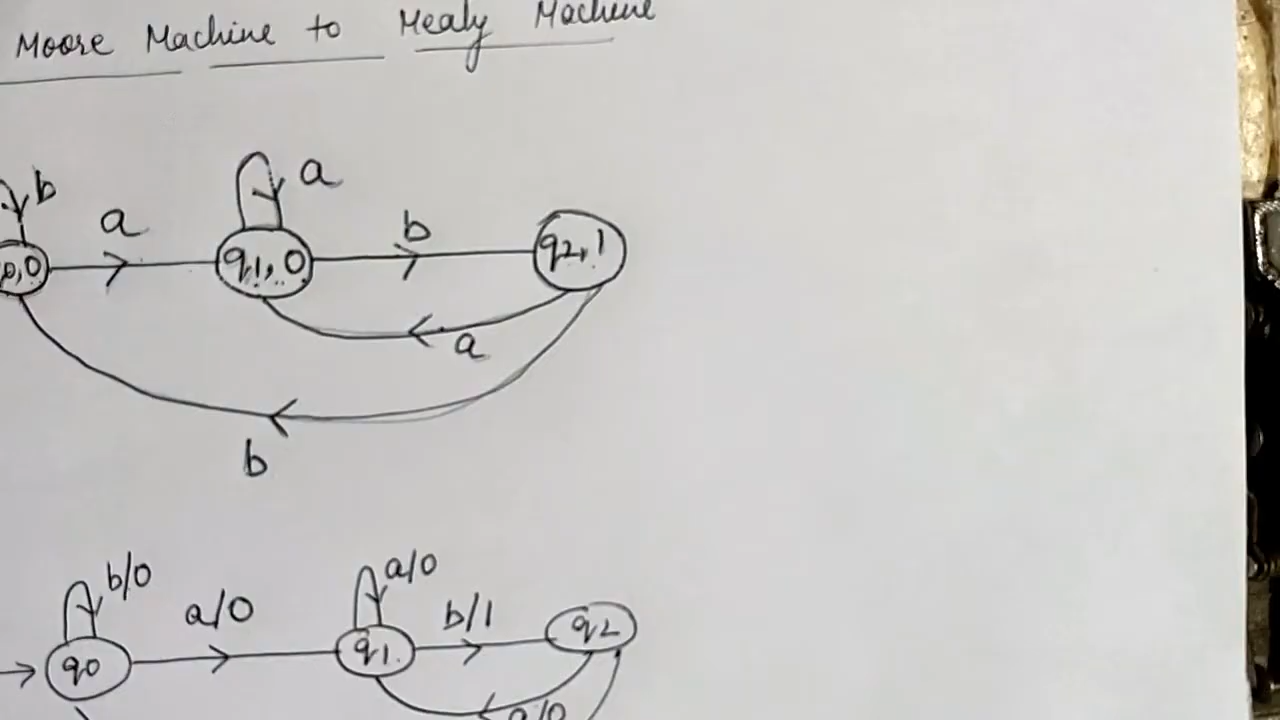 Moore Machine to Mealy Machine
b
a
a
b
q1,0
q2,1
a
b
b/0
a/0
a/0
b/1
q0
q1
q2
a/0